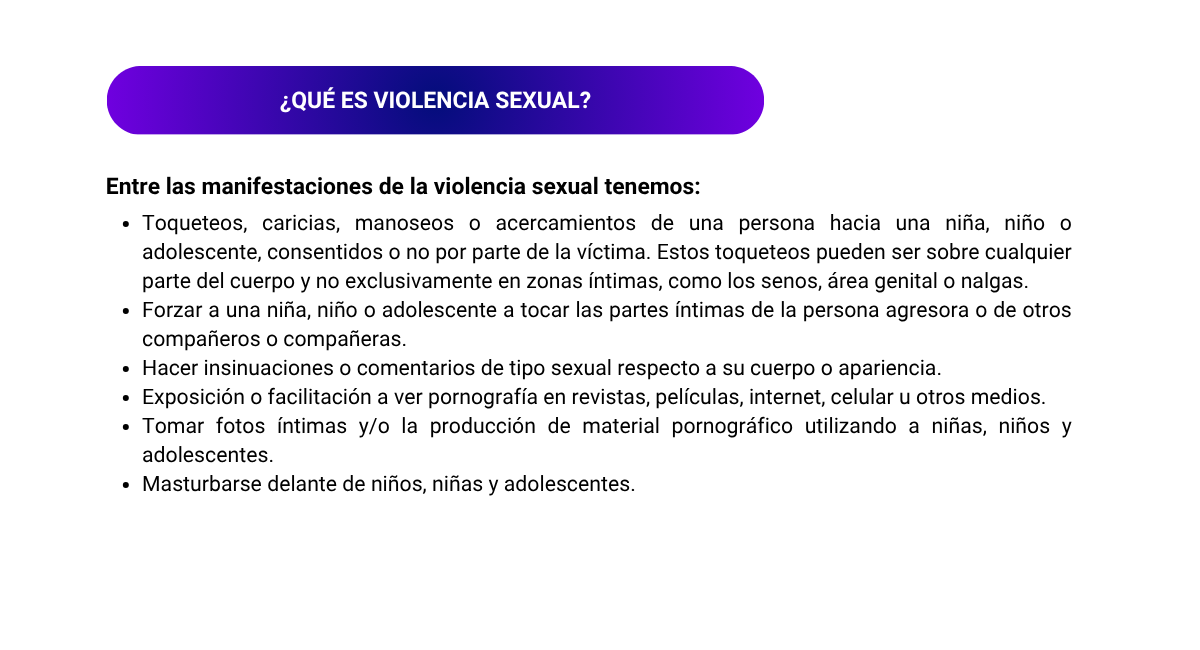 ¿QUÉ ES VIOLENCIA SEXUAL?
Entre las manifestaciones de la violencia sexual tenemos:
• Toqueteos, caricias, manoseos o acercamientos de una persona hacia una niña, niño o
adolescente, consentidos o no por parte de la víctima. Estos toqueteos pueden ser sobre cualquier
parte del cuerpo y no exclusivamente en zonas íntimas, como los senos, área genital o nalgas.
• Forzar a una niña, niño o adolescente a tocar las partes íntimas de la persona agresora o de otros
compañeros o compañeras.
• Hacer insinuaciones o comentarios de tipo sexual respecto a su cuerpo o apariencia.
• Exposición o facilitación a ver pornografía en revistas, películas, internet, celular u otros medios.
• Tomar fotos íntimas y/o la producción de material pornográfico utilizando a niñas, niños y
adolescentes.
• Masturbarse delante de niños, niñas y adolescentes.